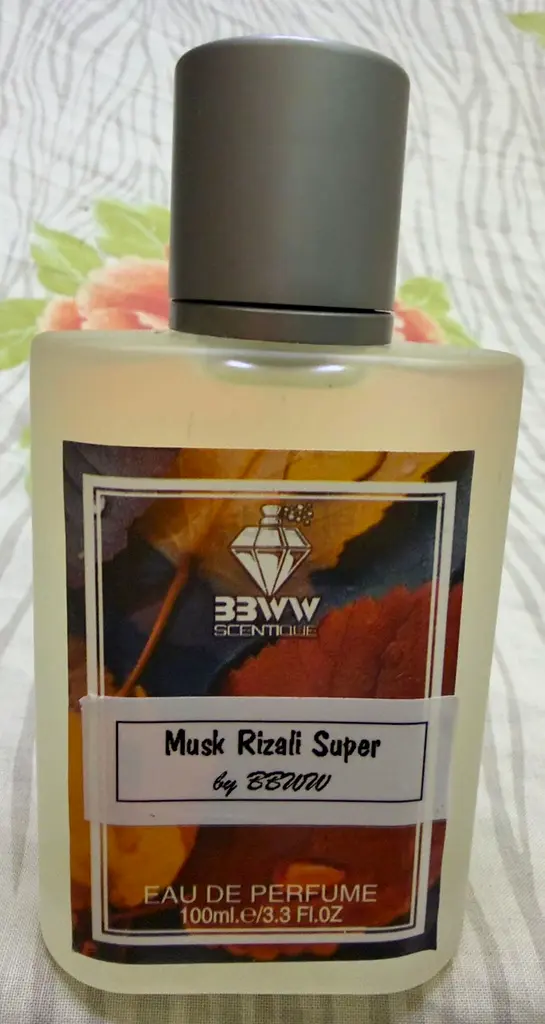 BBWW
SCENTIQUE
Musk Rizali Super
by BBWW
EAU DE PERFUME
100ml.e/3.3 Fl.OZ